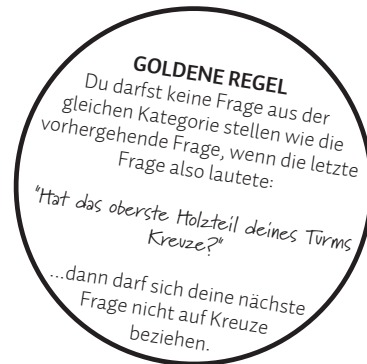 GOLDENE REGEL
Du darfst keine Frage aus der
gleichen Kategorie stellen wie die
vorhergehende Frage, wenn die letzte
Frage also lautete:
"Hat das oberste Holzteil deines Turms
Kreuze?"
...dann darf sich deine nächste
Frage nicht auf Kreuze
beziehen.